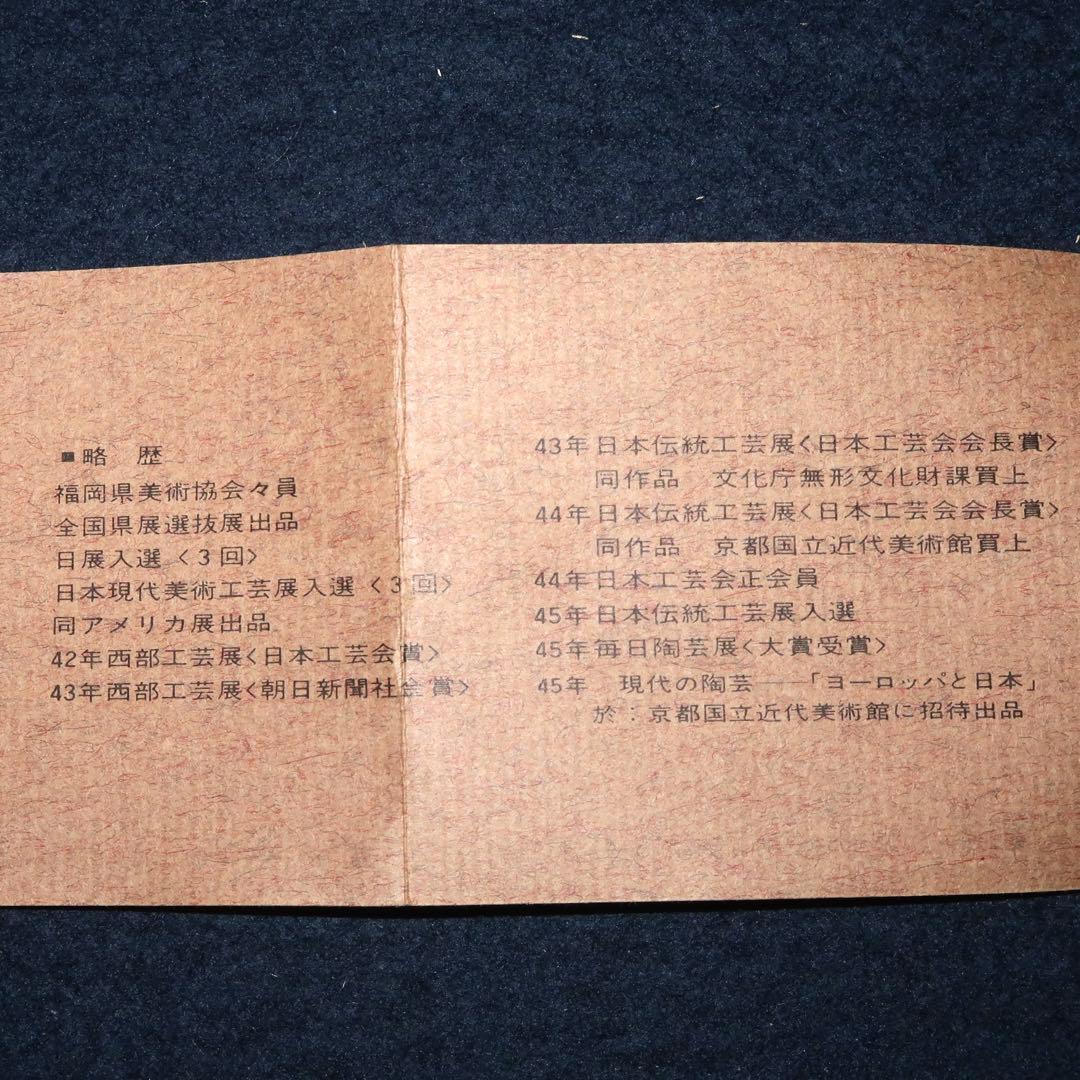 ■略　歴
福岡県美術協会々員
全国県展選抜展出品
日展入選〈3回〉
日本現代美術工芸展入選〈3回〉
同アメリカ展出品
42年西部工芸展〈日本工芸会賞〉
43年西部工芸展〈朝日新聞社金賞〉
43年日本伝統工芸展〈日本工芸会会長賞〉
同作品　文化庁無形文化財課買上
44年日本伝統工芸展〈日本工芸会会長賞〉
同作品　京都国立近代美術館買上
44年日本工芸会正会員
45年日本伝統工芸展入選
45年毎日陶芸展〈大賞受賞〉
45年　現代の陶芸──「ヨーロッパと日本」
於：京都国立近代美術館に招待出品